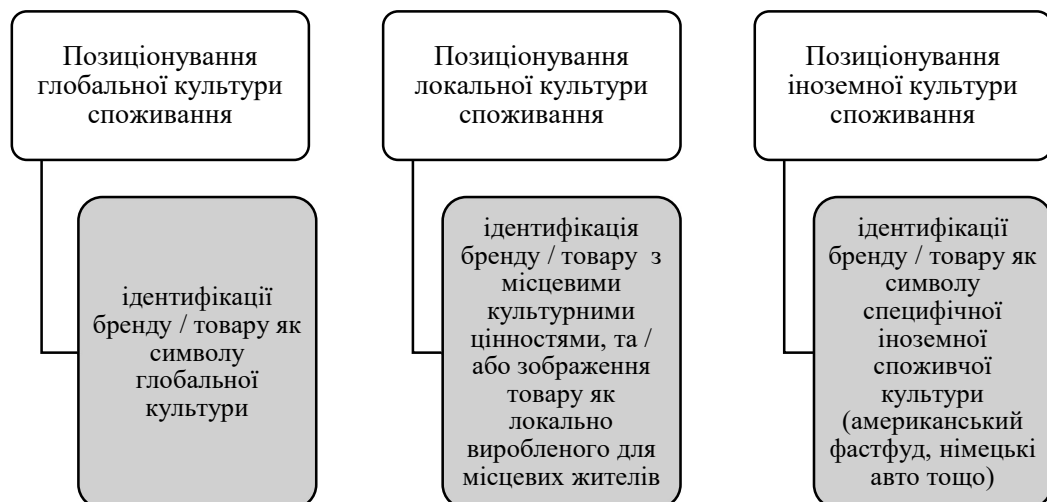 Позиціонування
глобальної культури
споживання
ідентифікації
бренду / товару як
символу
глобальної
культури
Позиціонування
локальної культури
споживання
ідентифікація
бренду / товару з
місцевими
культурними
цінностями, та /
або зображення
товару як
локально
виробленого для
місцевих жителів
Позиціонування
іноземної культури
споживання
ідентифікації
бренду / товару як
символу
специфічної
іноземної
споживчої
культури
(американський
фастфуд, німецькі
авто тощо)